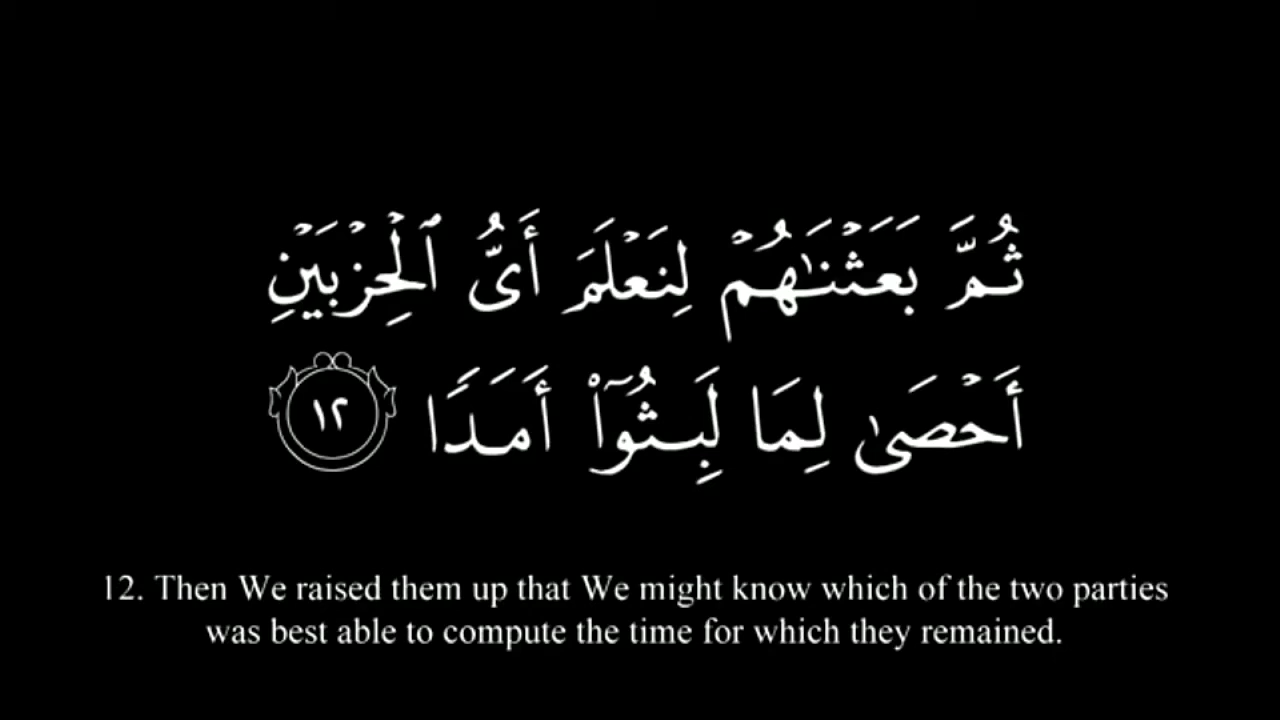 ثُمَّ بَعَثْنَٰهُمْ لِنَعْلَمَ أَىُّ ٱلْحِزْبَيْنِ
أَحْصَىٰ لِمَا لَبِثُوٓا۟ أَمَدًا ١٢
12. Then We raised them up that We might know which of the two parties
was best able to compute the time for which they remained.